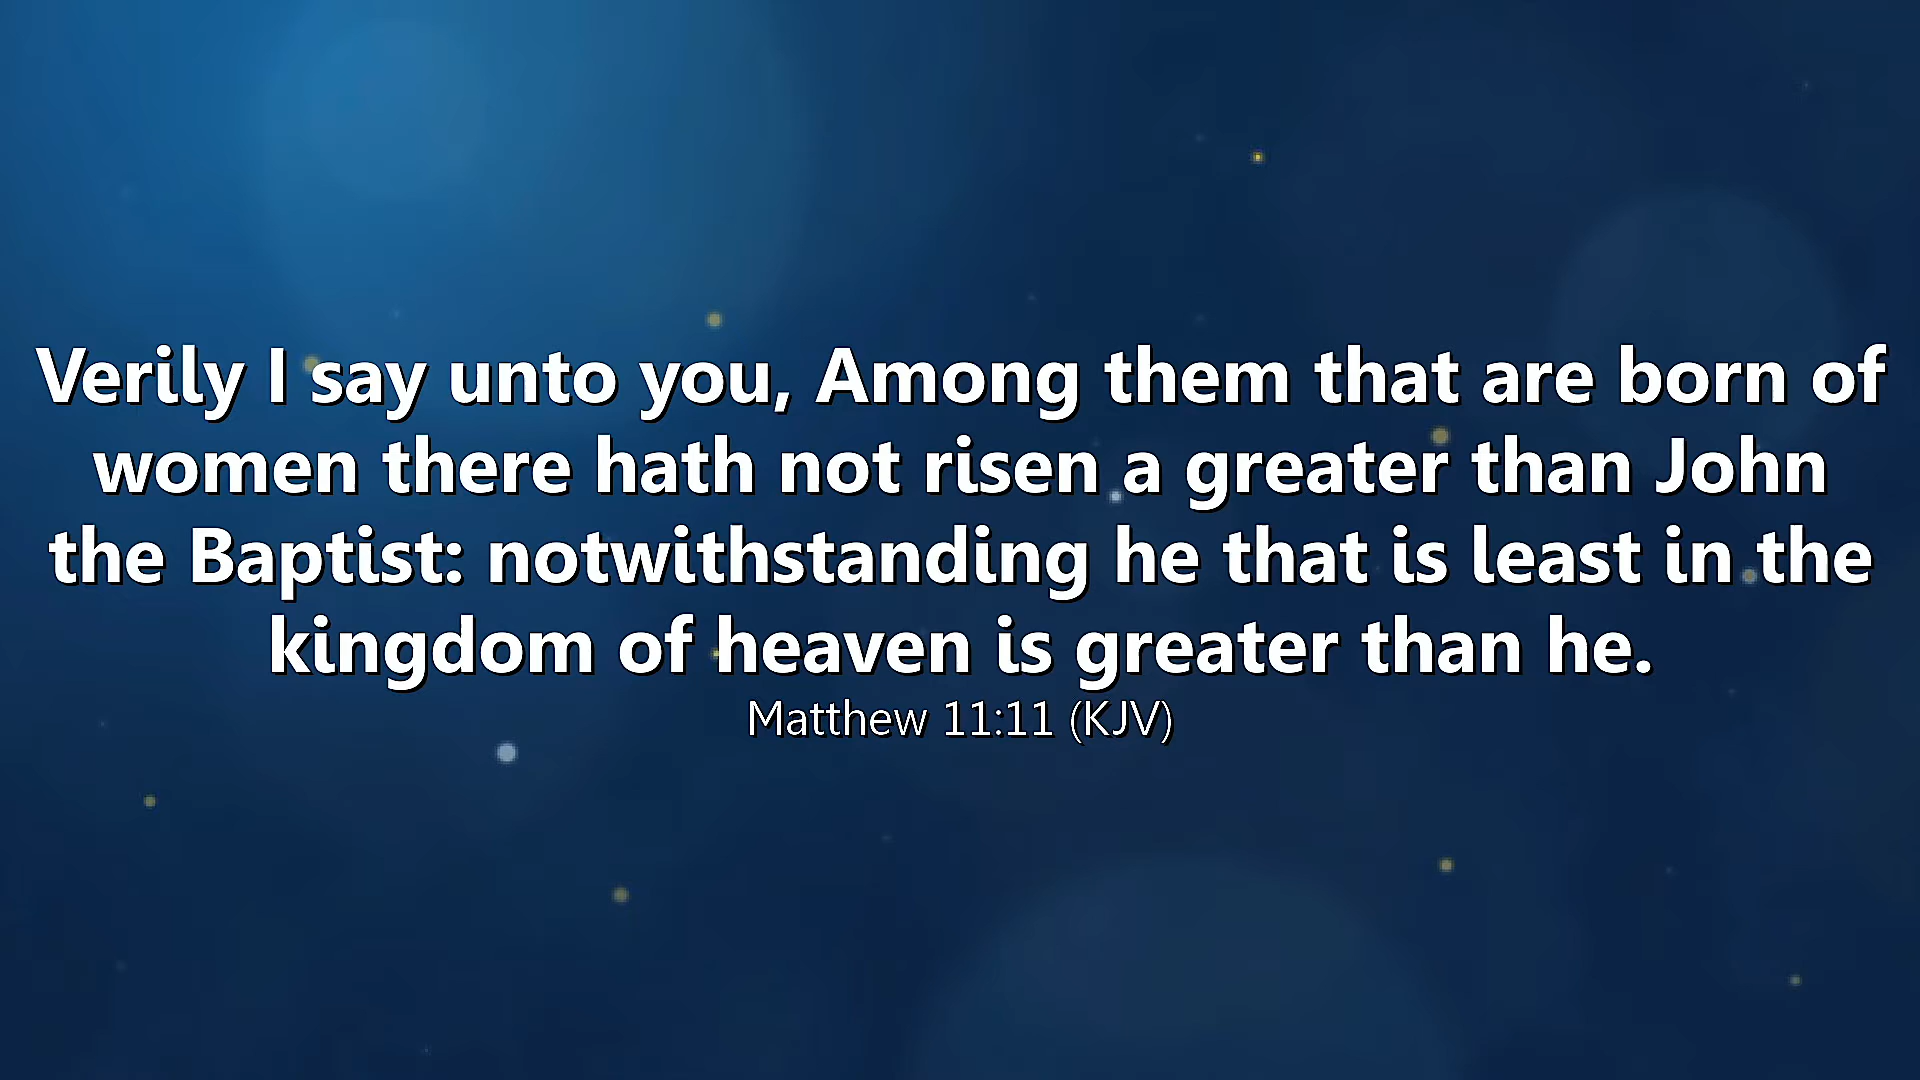 Verily I say unto you, Among them that are born of
women there hath not risen a greater than John
the Baptist: notwithstanding he that is least in the
kingdom of heaven is greater than he.
Matthew 11:11 (KJV)